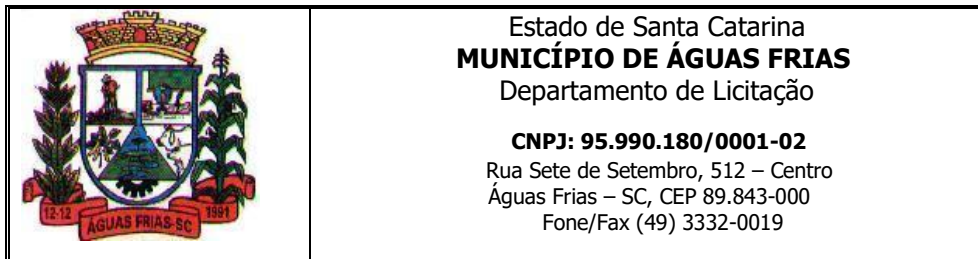 12-12
ÁGUAS FRIAS-SC
1991
Estado de Santa Catarina
MUNICÍPIO DE ÁGUAS FRIAS
Departamento de Licitação
CNPJ: 95.990.180/0001-02
Rua Sete de Setembro, 512 – Centro
Águas Frias – SC, CEP 89.843-000
Fone/Fax (49) 3332-0019